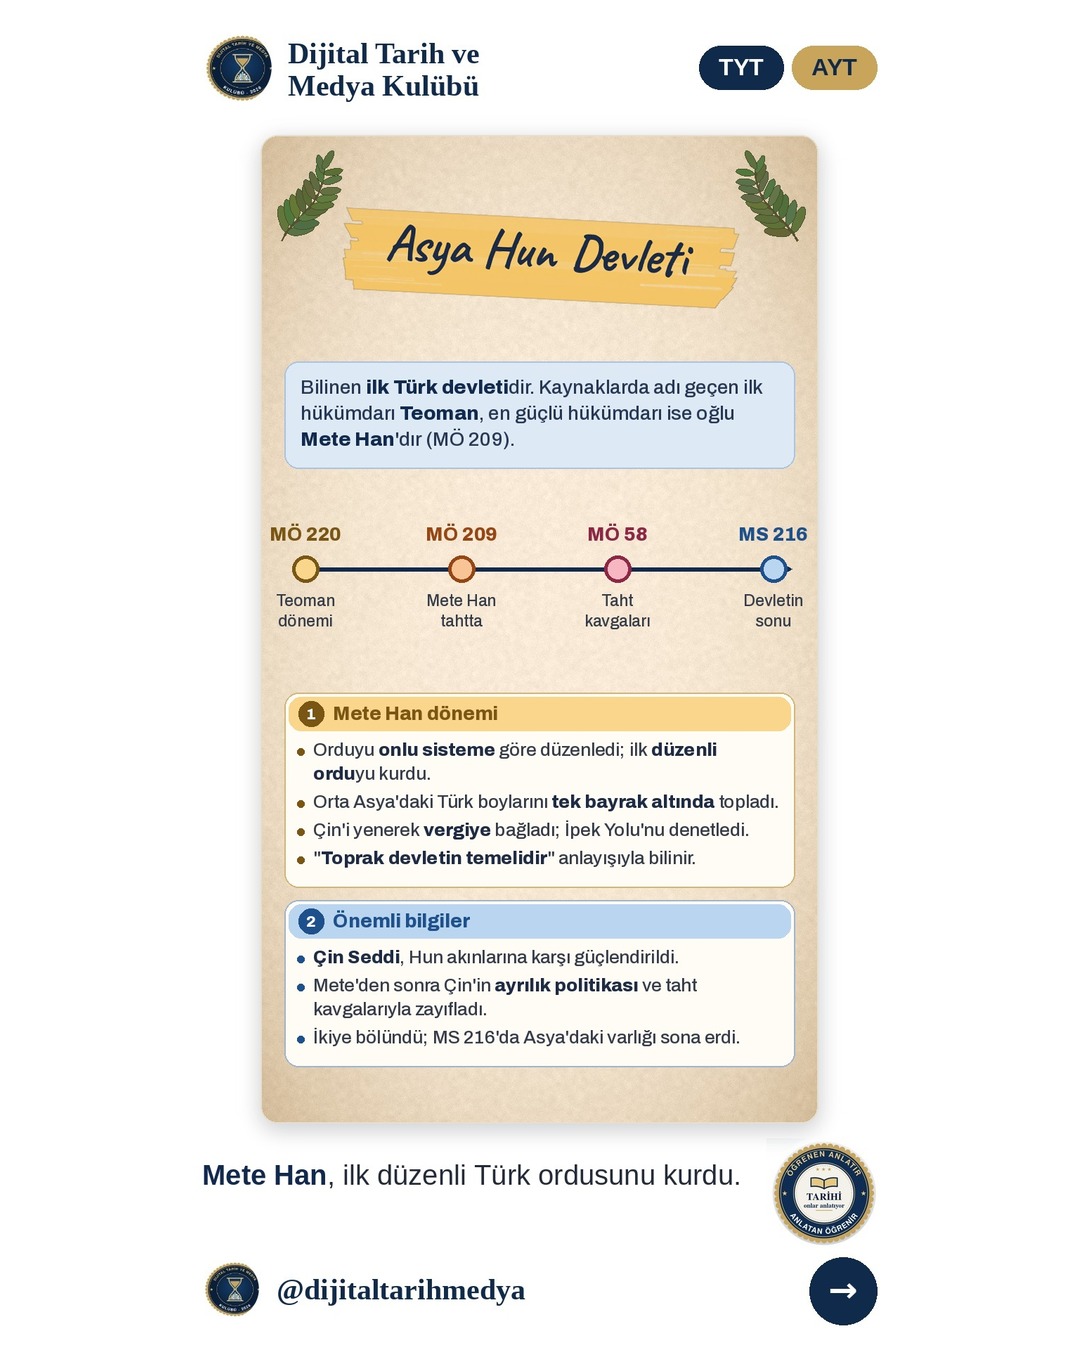 Dijital Tarih ve
Medya Kulübü
TYT
AYT
Asya Hun Devleti
Bilinen ilk Türk devletidir. Kaynaklarda adı geçen ilk
hükümdarı Teoman, en güçlü hükümdarı ise oğlu
Mete Han'dır (MÖ 209).
MÖ 220
MÖ 209
MÖ 58
MS 216
Teoman
dönemi
Mete Han
tahtta
Taht
kavgaları
Devletin
sonu
1 Mete Han dönemi
Orduyu onlu sisteme göre düzenledi; ilk düzenli
orduyu kurdu.
Orta Asya'daki Türk boylarını tek bayrak altında topladı.
Çin'i yenerek vergiye bağladı; İpek Yolu'nu denetledi.
"Toprak devletin temelidir" anlayışıyla bilinir.
2 Önemli bilgiler
Çin Seddi, Hun akınlarına karşı güçlendirildi.
Mete'den sonra Çin'in ayrılık politikası ve taht
kavgalarıyla zayıfladı.
İkiye bölündü; MS 216'da Asya'daki varlığı sona erdi.
Mete Han, ilk düzenli Türk ordusunu kurdu.
ÖĞRENEN ANLATIR
TARİHİ
onlar anlatıyor
ANLATAN ÖĞRENİR
@dijitaltarihmedya
→